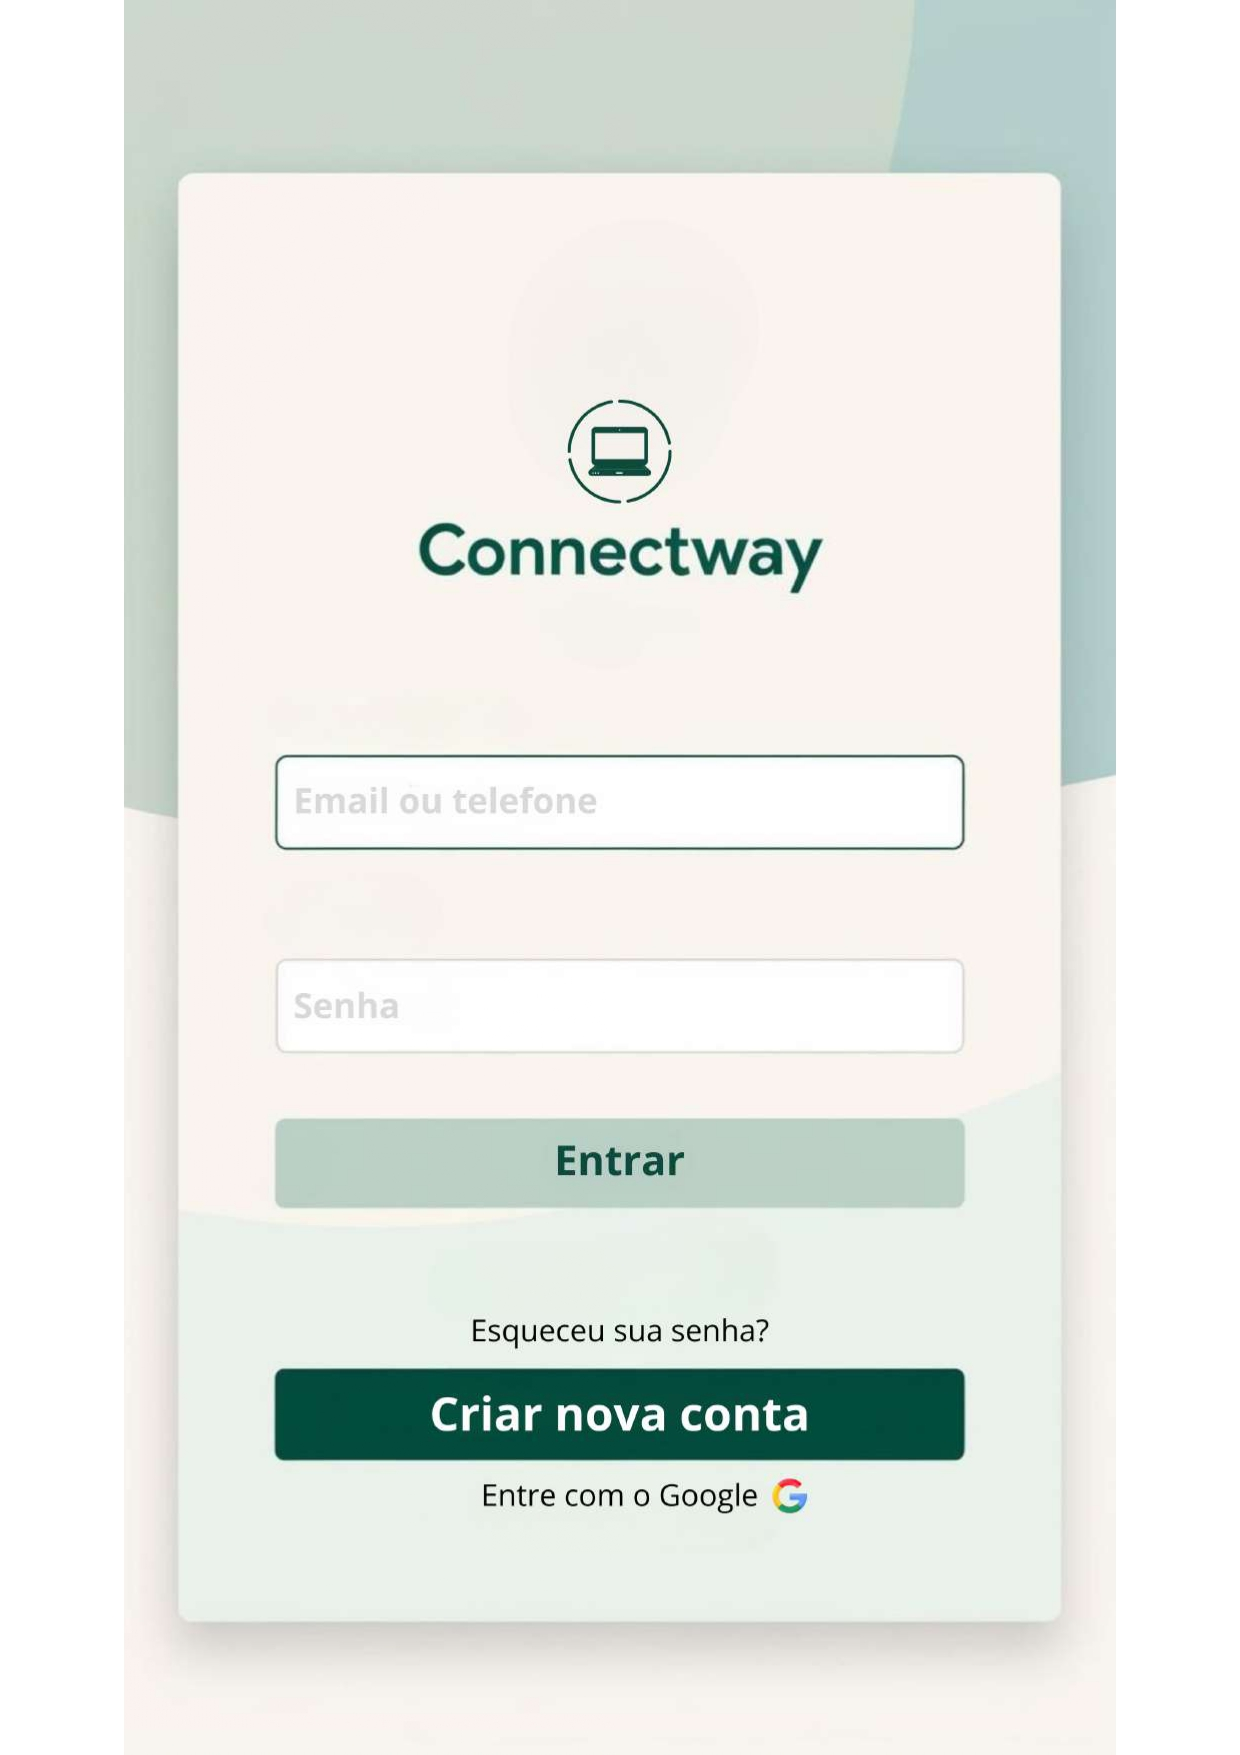 Connectway
Email ou telefone
Senha
Entrar
Esqueceu sua senha?
Criar nova conta
Entre com o Google